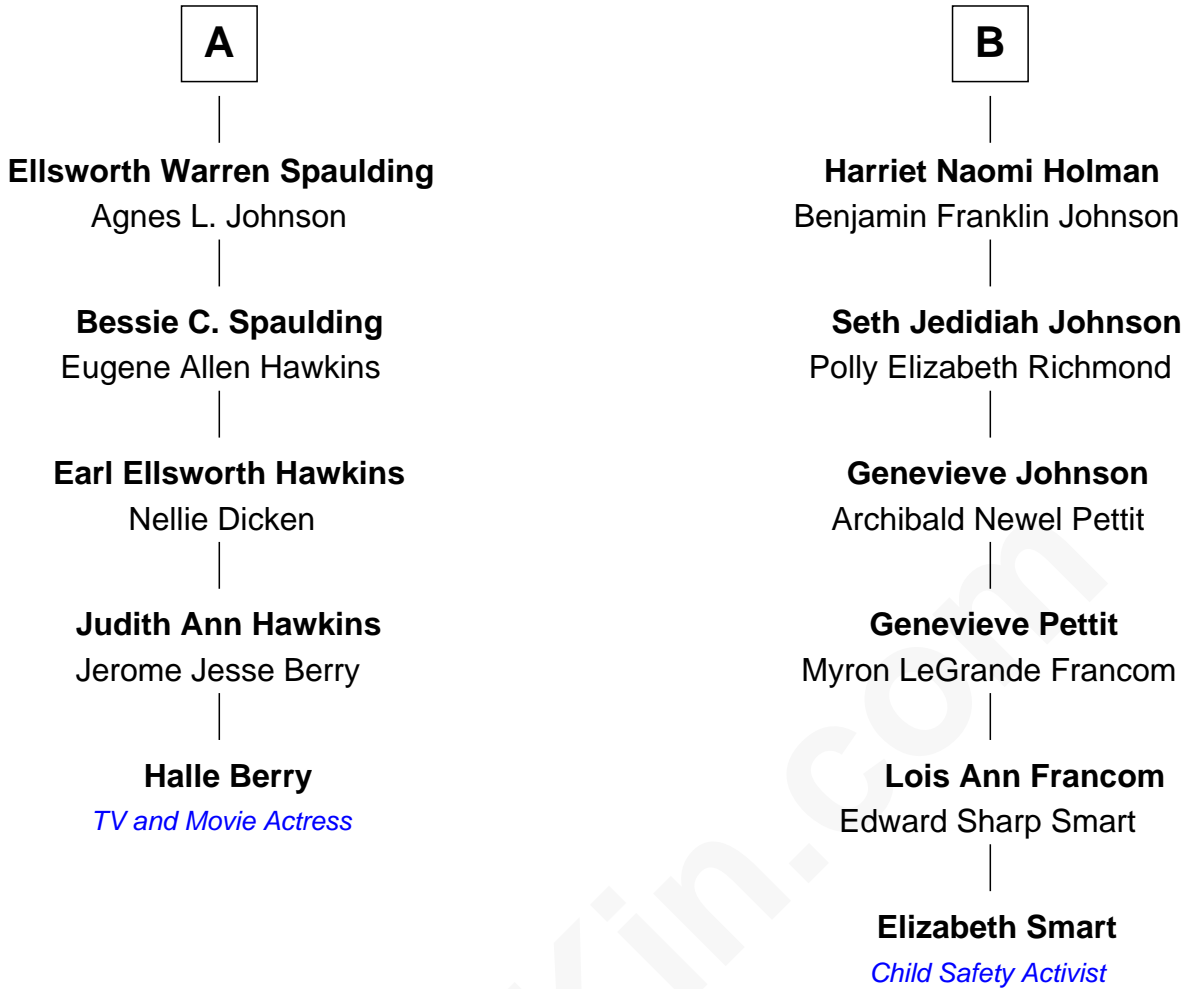 A
Ellsworth Warren Spaulding
Agnes L. Johnson
Bessie C. Spaulding
Eugene Allen Hawkins
Earl Ellsworth Hawkins
Nellie Dicken
Judith Ann Hawkins
Jerome Jesse Berry
Halle Berry
TV and Movie Actress
B
Harriet Naomi Holman
Benjamin Franklin Johnson
Seth Jedidiah Johnson
Polly Elizabeth Richmond
Genevieve Johnson
Archibald Newel Pettit
Genevieve Pettit
Myron LeGrande Francom
Lois Ann Francom
Edward Sharp Smart
Elizabeth Smart
Child Safety Activist
Kin.com